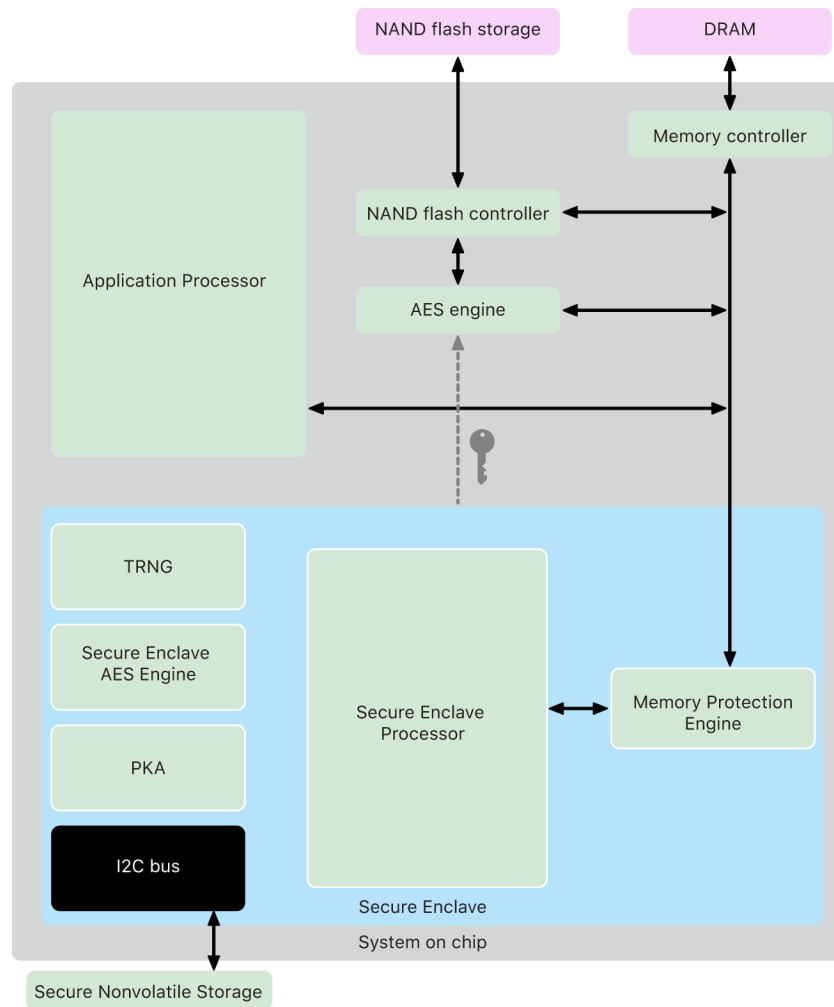 NAND flash storage
DRAM
Memory controller
NAND flash controller
Application Processor
AES engine
TRNG
Secure Enclave
AES Engine
Secure Enclave
Processor
Memory Protection
Engine
PKA
I2C bus
Secure Enclave
System on chip
Secure Nonvolatile Storage